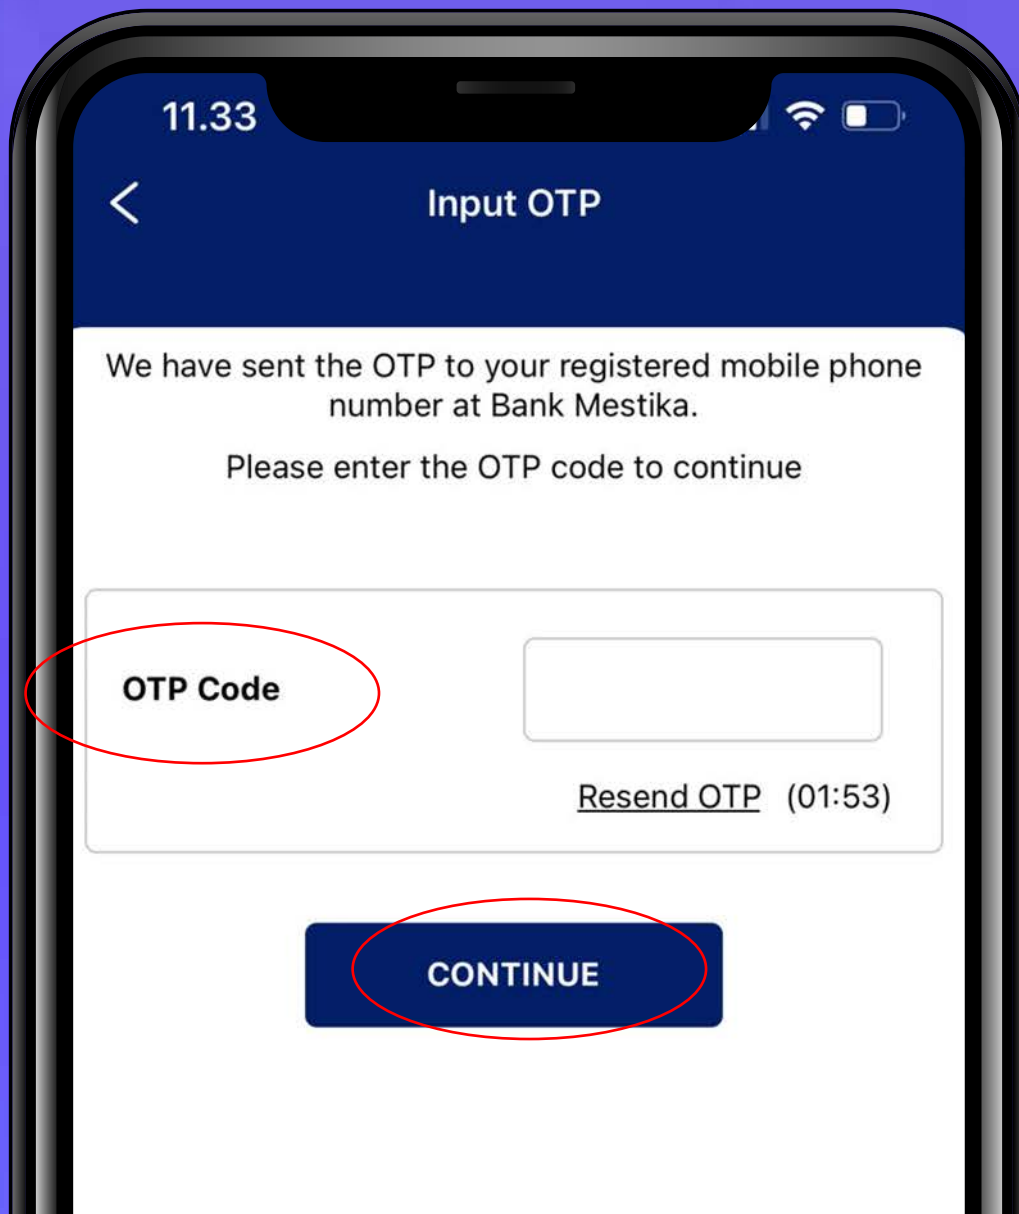 11.33
Input OTP
We have sent the OTP to your registered mobile phone
number at Bank Mestika.
Please enter the OTP code to continue
OTP Code
Resend OTP (01:53)
CONTINUE